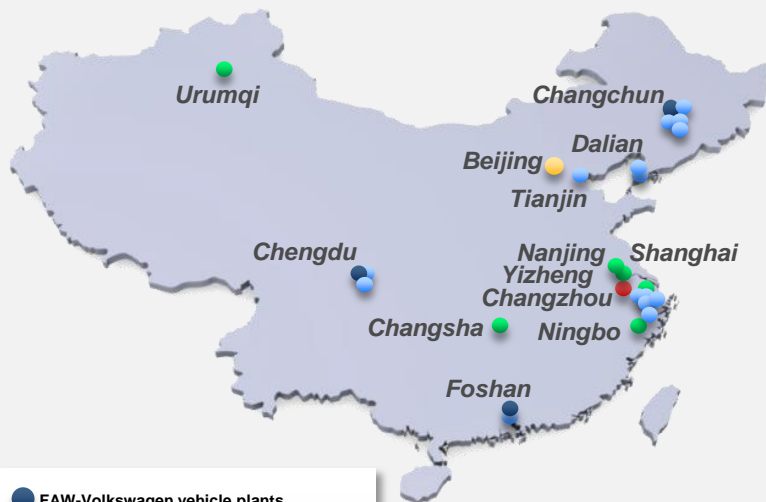 Urumqi
Changchun
Dalian
Beijing
Tianjin
Chengdu
Nanjing
Shanghai
Yizheng
Changzhou
Changsha
Ningbo
Foshan
FAW-Volkswagen vehicle plants